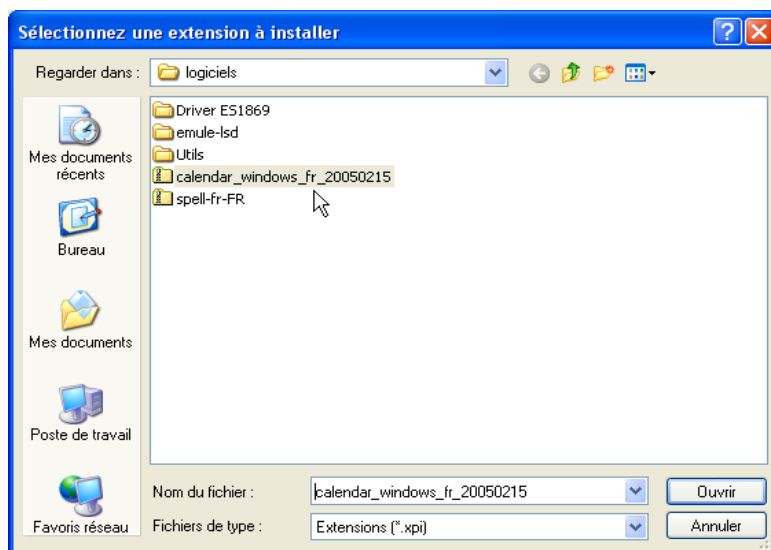 Sélectionnez une extension à installer
Regarder dans : logiciels
Driver ES1869
emule-lsd
Utils
calendar_windows_fr_20050215
spell-fr-FR
Mes documents
récents
Bureau
Mes documents
Poste de travail
Favoris réseau
Nom du fichier : calendar_windows_fr_20050215 Ouvrir
Fichiers de type : Extensions (*.xpi) Annuler